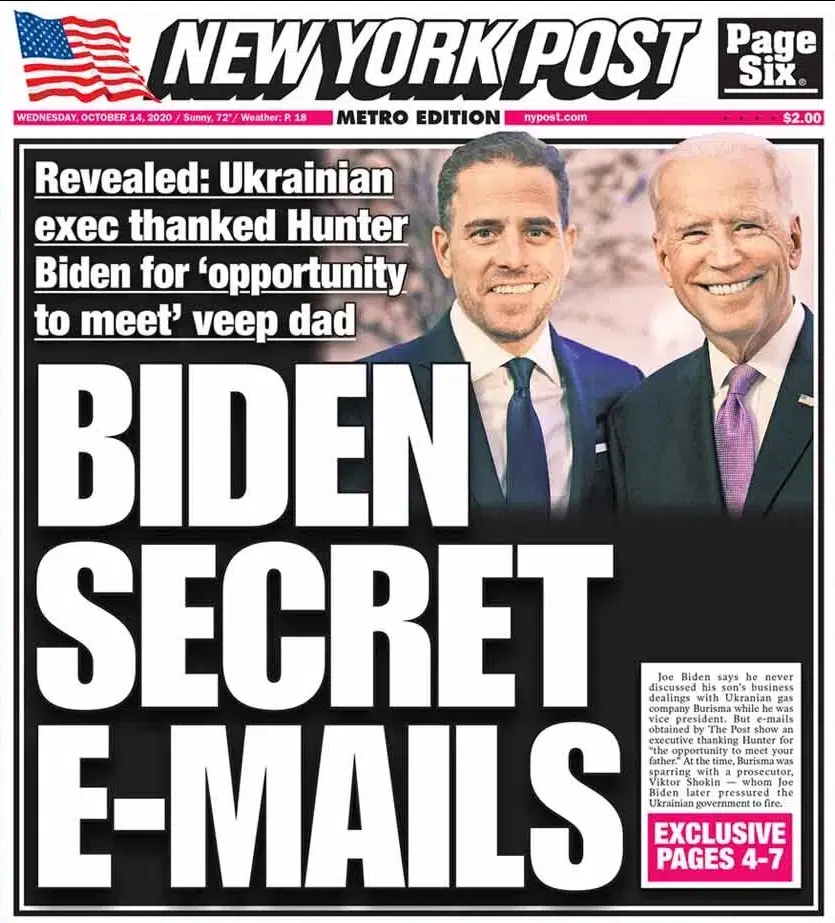 NEW YORK POST
Page
Six®
WEDNESDAY, OCTOBER 14, 2020 / Sunny, 72°/ Weather: P. 18
METRO EDITION
nypost.com
$2.00
Revealed: Ukrainian
exec thanked Hunter
Biden for ‘opportunity
to meet’ veep dad
BIDEN
SECRET
E-MAILS
Joe Biden says he never
discussed his son's business
dealings with Ukranian gas
company Burisma while he was
vice president. But e-mails
obtained by The Post show an
executive thanking Hunter for
“the opportunity to meet your
father.” At the time, Burisma was
sparring with a prosecutor,
Viktor Shokin — whom Joe
Biden later pressured the
Ukrainian government to fire.
EXCLUSIVE
PAGES 4-7